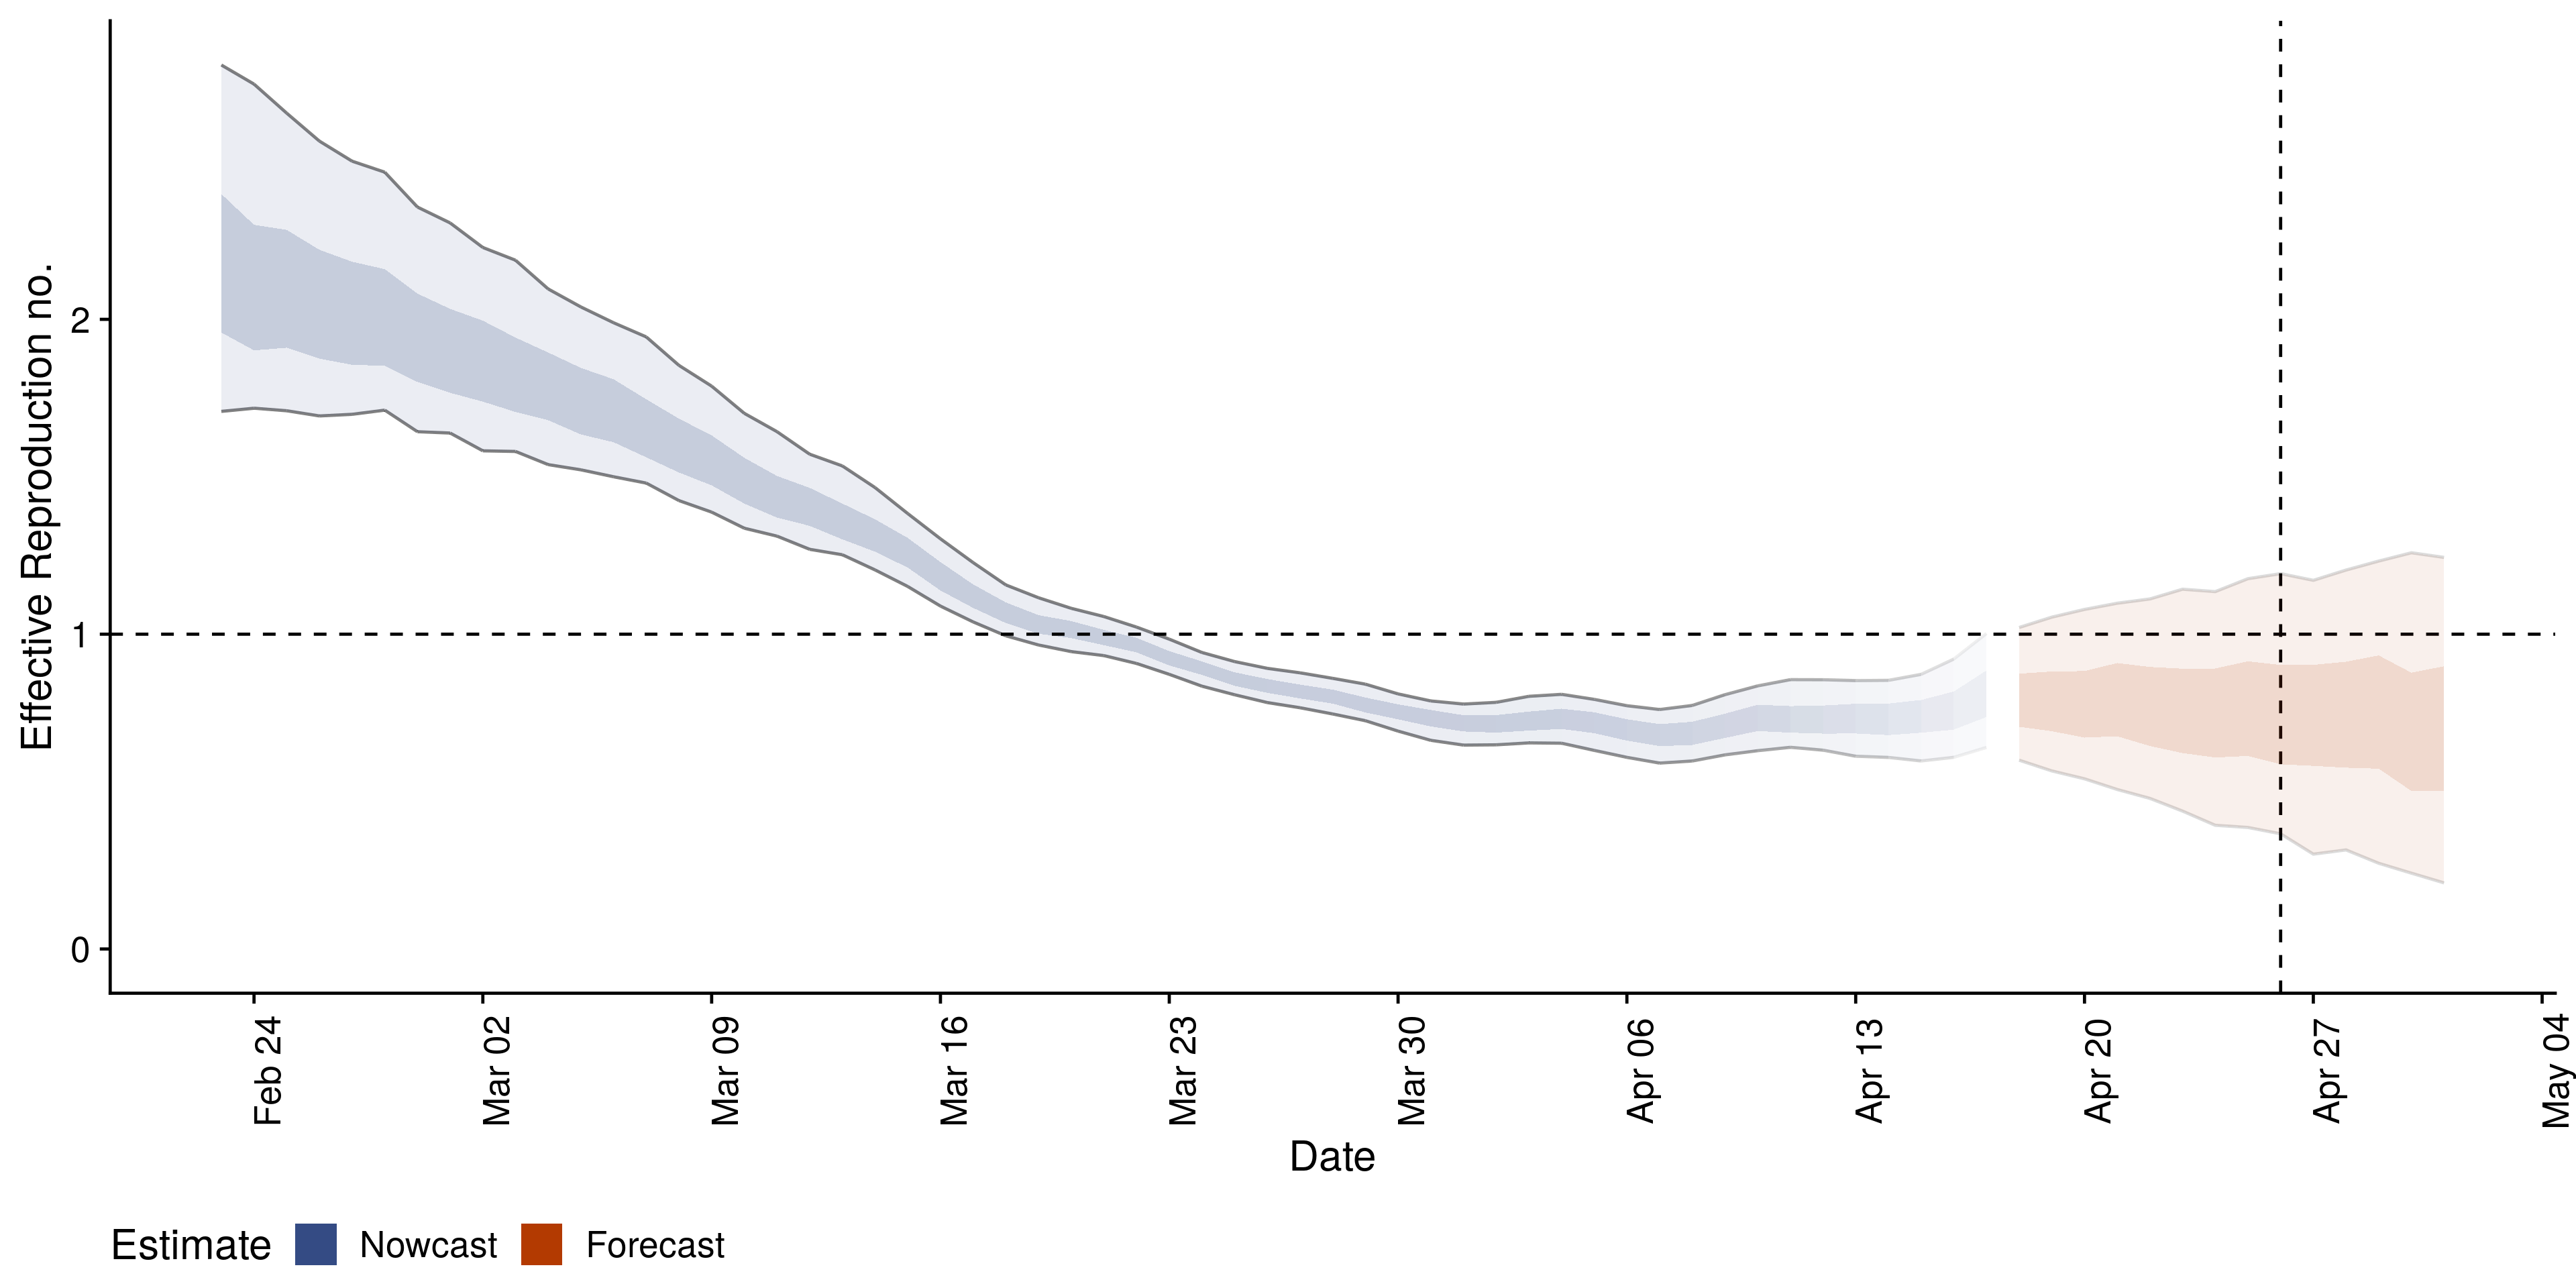 Effective Reproduction no.
2
1
0
Feb 24
Mar 02
Mar 09
Mar 16
Mar 23
Mar 30
Apr 06
Apr 13
Apr 20
Apr 27
May 04
Date
Estimate Nowcast Forecast